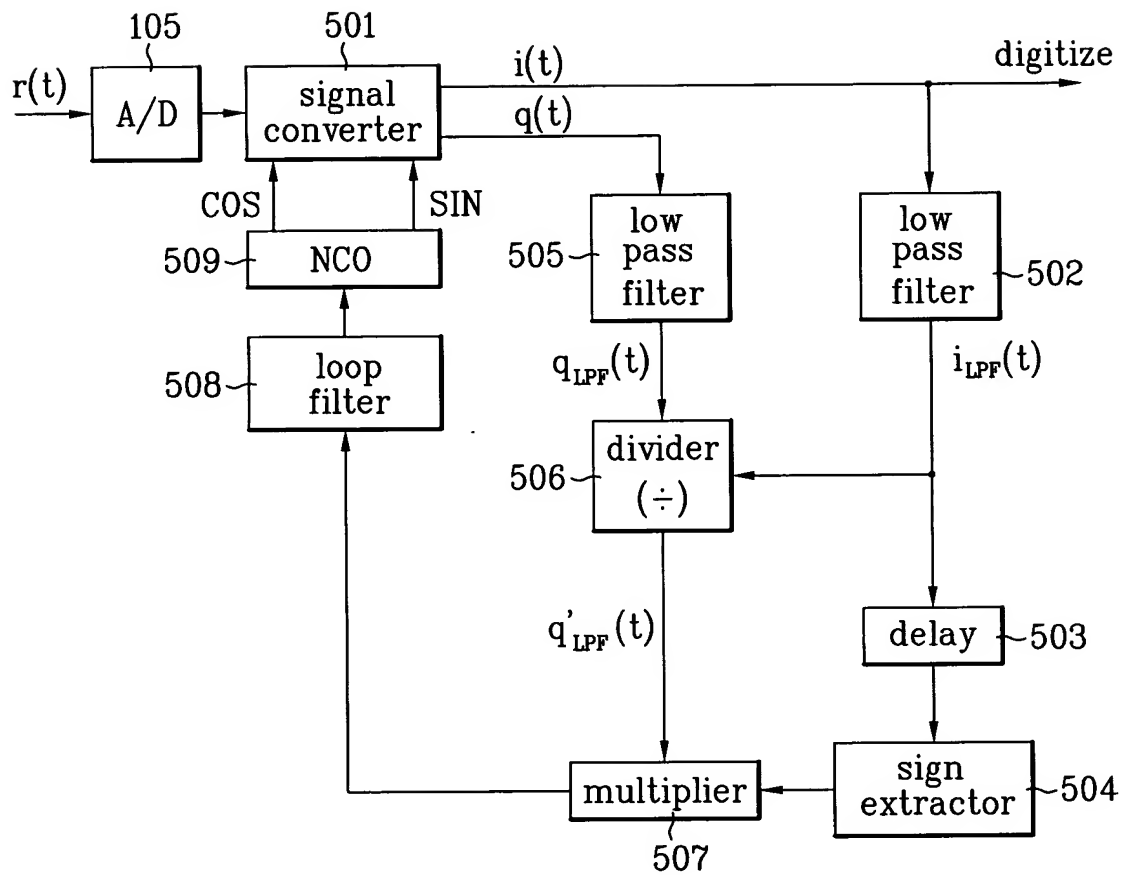 105
501
r(t)
A/D
signal
converter
i(t)
q(t)
digitize
COS
SIN
509
NCO
505
low
pass
filter
low
pass
filter
502
508
loop
filter
q_LPF(t)
i_LPF(t)
506
divider
(÷)
q'_LPF(t)
delay
503
multiplier
507
sign
extractor
504